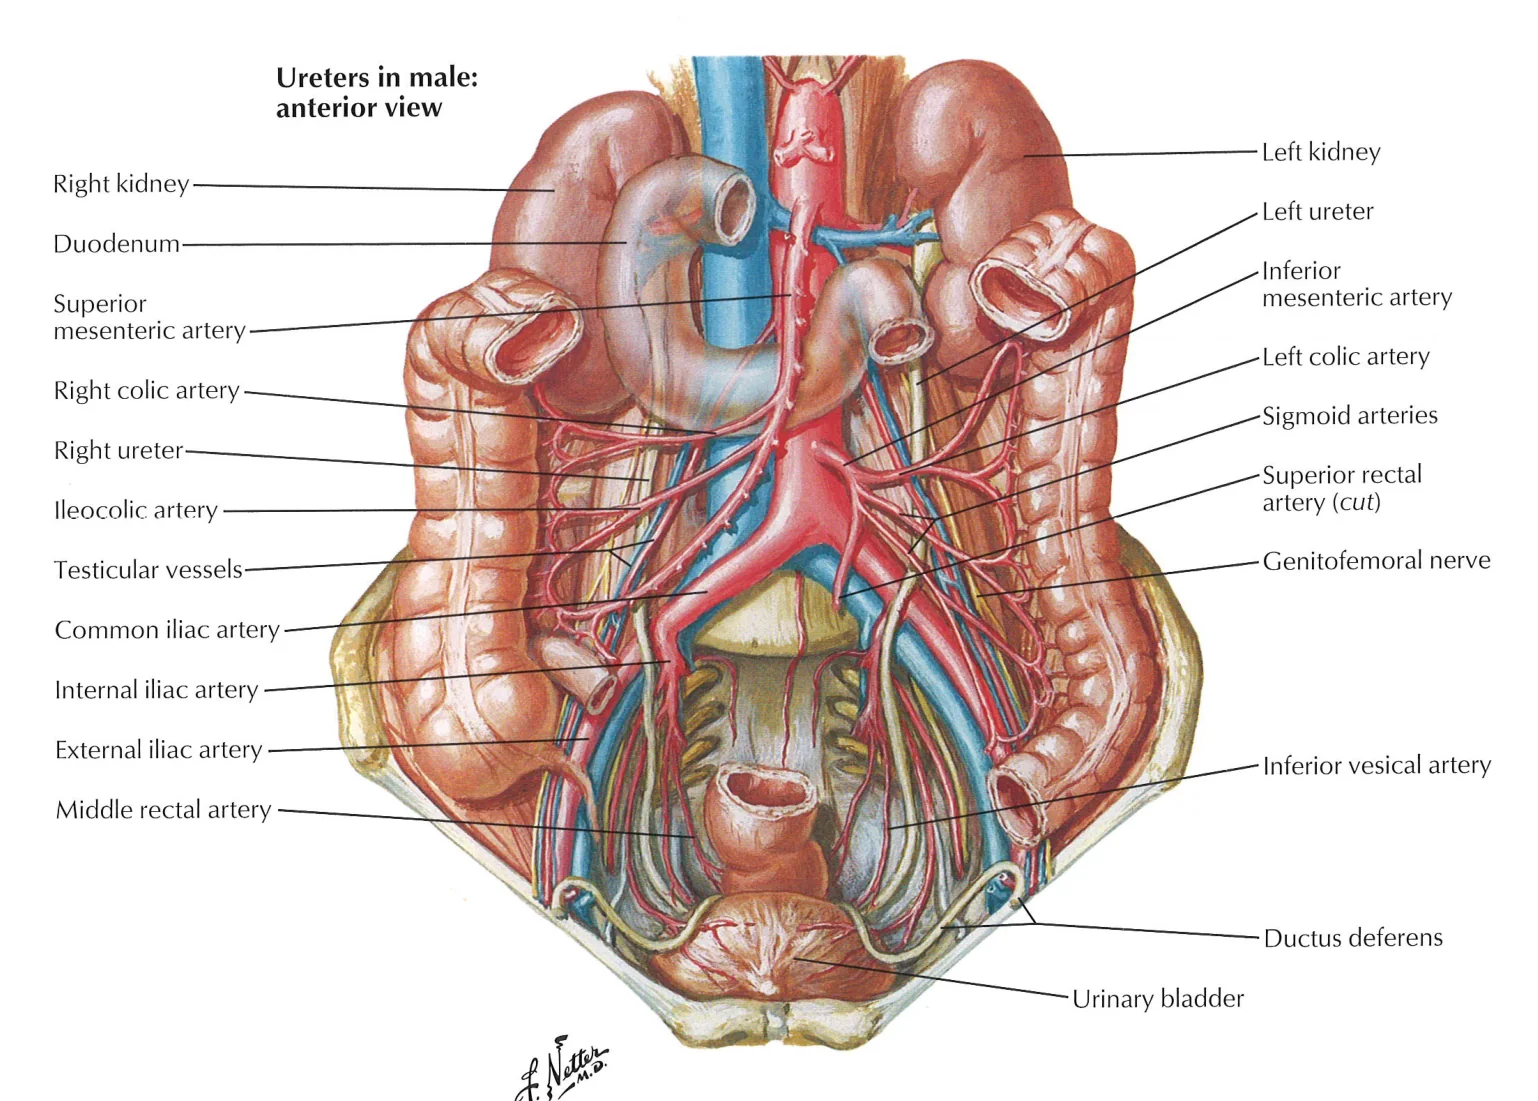 Ureters in male:
anterior view
Right kidney
Duodenum
Superior
mesenteric artery
Right colic artery
Right ureter
Ileocolic artery
Testicular vessels
Common iliac artery
Internal iliac artery
External iliac artery
Middle rectal artery
Left kidney
Left ureter
Inferior
mesenteric artery
Left colic artery
Sigmoid arteries
Superior rectal
artery (cut)
Genitofemoral nerve
Inferior vesical artery
Ductus deferens
Urinary bladder
F. Netter
M.D.